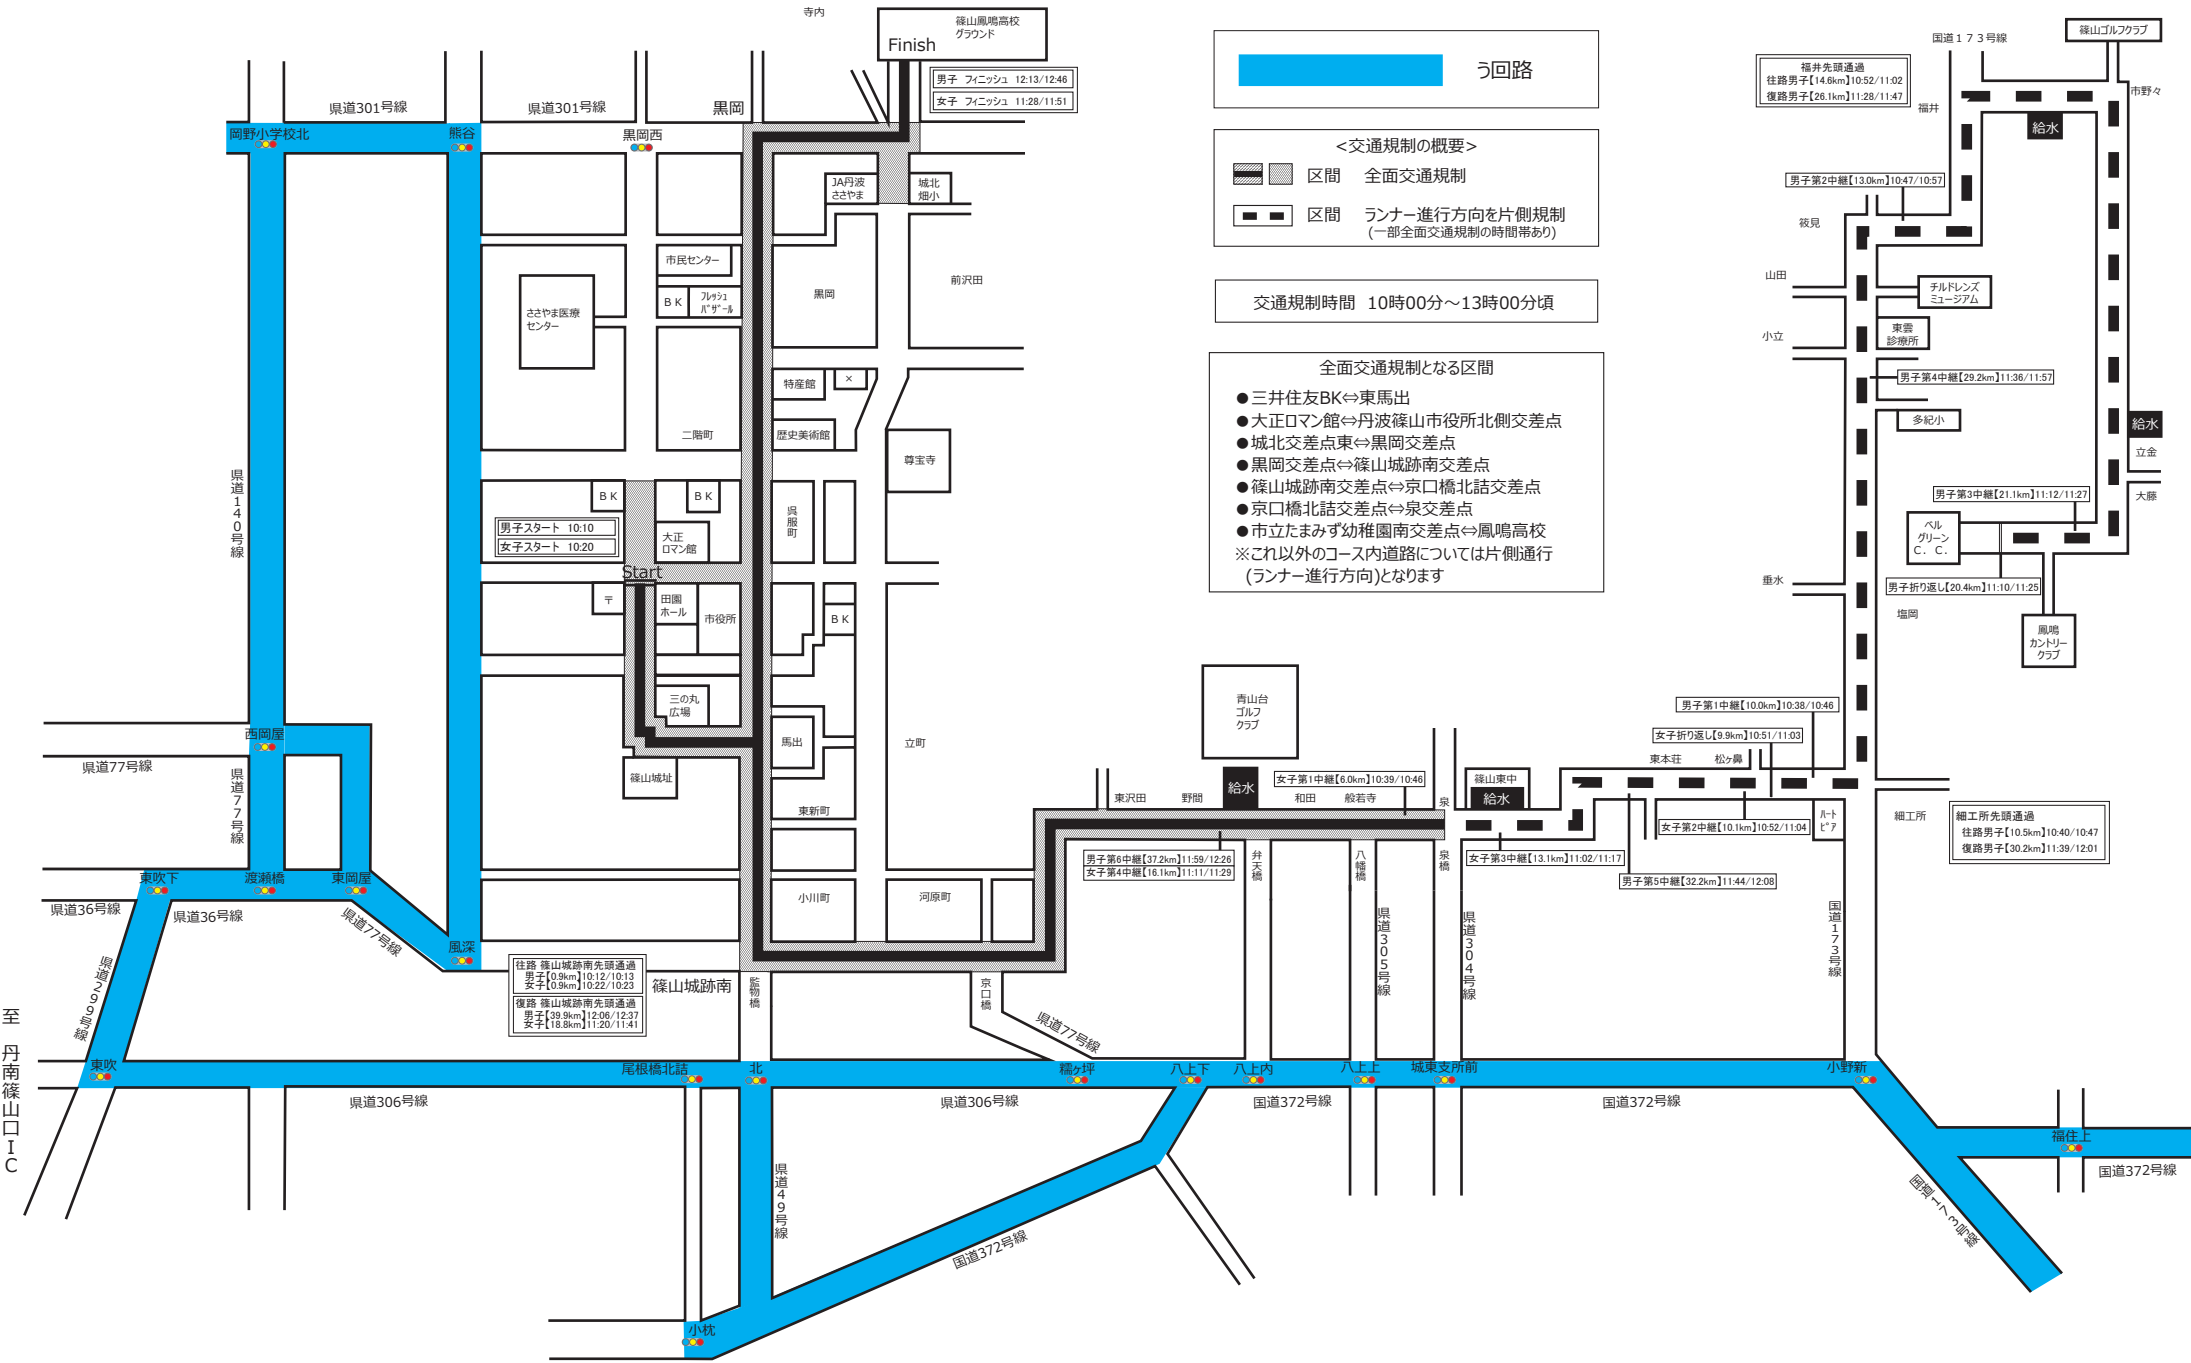 寺内
篠山鳳鳴高校
グラウンド
Finish
男子 フィニッシュ 12:13/12:46
女子 フィニッシュ 11:28/11:51
県道301号線
県道301号線
黒岡
岡野小学校北
熊谷
黒岡西
JA丹波
ささやま
城北
畑小
市民センター
BK
フレッシュ
バザール
ささやま医療
センター
黒岡
前沢田
特産館
×
二階町
歴史美術館
尊宝寺
県道140号線
BK
BK
男子スタート 10:10
女子スタート 10:20
大正
ロマン館
呉服町
Start
〒
田園
ホール
市役所
BK
三の丸
広場
馬出
立町
篠山城址
東新町
西岡屋
県道77号線
県道77号線
東吹下
渡瀬橋
東岡屋
県道36号線
県道36号線
県道77号線
風深
小川町
河原町
県道299号線
往路 篠山城跡南先頭通過
男子【0.9km】10:12/10:13
女子【0.9km】10:22/10:23
復路 篠山城跡南先頭通過
男子【39.9km】12:06/12:37
女子【18.8km】11:20/11:41
篠山城跡南
監物橋
京口橋
県道77号線
至 丹南篠山口IC
東吹
尾根橋北詰
北
糯ヶ坪
八上下
八上内
八上上
城東支所前
小野新
県道306号線
県道306号線
国道372号線
国道372号線
県道49号線
国道372号線
小枕
福住上
国道372号線
国道173号線
う回路
<交通規制の概要>
区間 全面交通規制
区間 ランナー進行方向を片側規制
(一部全面交通規制の時間帯あり)
交通規制時間 10時00分～13時00分頃
全面交通規制となる区間
●三井住友BK⇔東馬出
●大正ロマン館⇔丹波篠山市役所北側交差点
●城北交差点東⇔黒岡交差点
●黒岡交差点⇔篠山城跡南交差点
●篠山城跡南交差点⇔京口橋北詰交差点
●京口橋北詰交差点⇔泉交差点
●市立たまみず幼稚園南交差点⇔鳳鳴高校
※これ以外のコース内道路については片側通行
(ランナー進行方向)となります
青山台
ゴルフ
クラブ
東沢田
野間
給水
和田
般若寺
女子第1中継【6.0km】10:39/10:46
泉
篠山東中
給水
男子第6中継【37.2km】11:59/12:26
女子第4中継【16.1km】11:11/11:29
弁天橋
八幡橋
泉橋
県道305号線
県道304号線
女子第3中継【13.1km】11:02/11:17
男子第5中継【32.2km】11:44/12:08
女子第2中継【10.1km】10:52/11:04
ハート
ピア
男子第1中継【10.0km】10:38/10:46
女子折り返し【9.9km】10:51/11:03
東本荘
松ヶ鼻
細工所
細工所先頭通過
往路男子【10.5km】10:40/10:47
復路男子【30.2km】11:39/12:01
国道173号線
国道173号線
篠山ゴルフクラブ
福井先頭通過
往路男子【14.6km】10:52/11:02
復路男子【26.1km】11:28/11:47
福井
市野々
給水
男子第2中継【13.0km】10:47/10:57
筱見
山田
チルドレンズ
ミュージアム
小立
東雲
診療所
男子第4中継【29.2km】11:36/11:57
多紀小
給水
立金
大藤
男子第3中継【21.1km】11:12/11:27
ベル
グリーン
C.C.
男子折り返し【20.4km】11:10/11:25
垂水
塩岡
鳳鳴
カントリー
クラブ